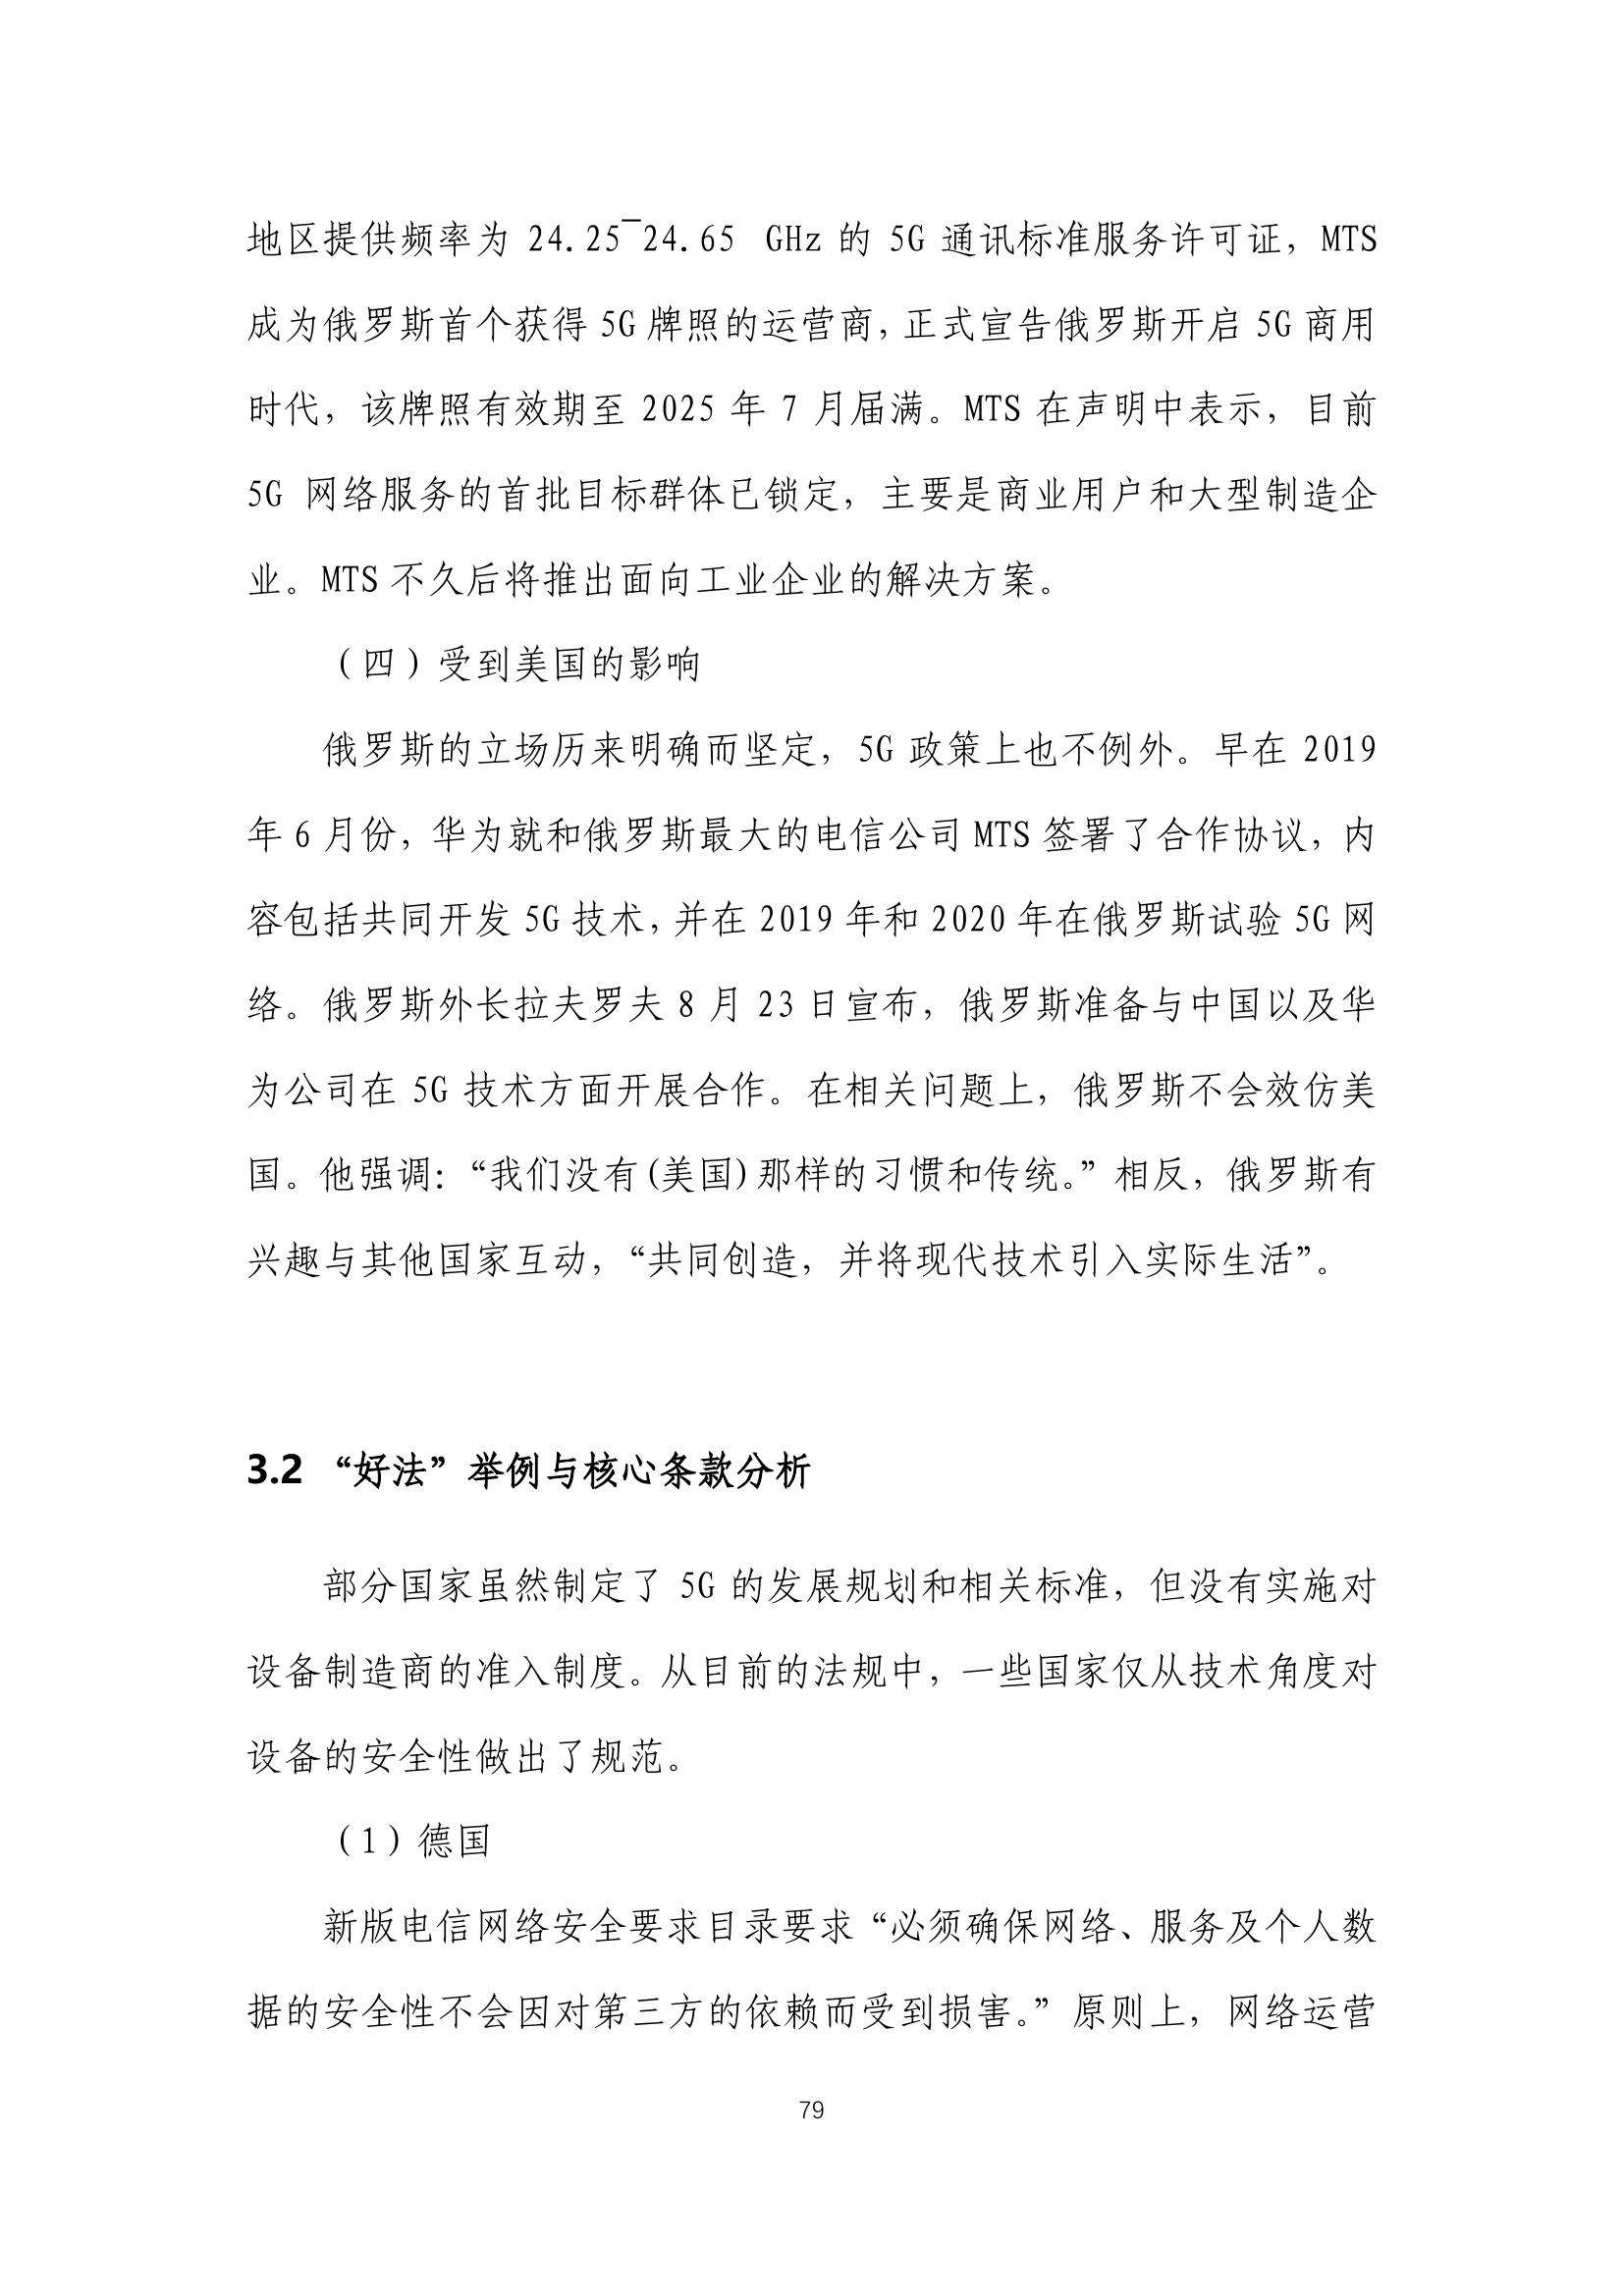 地区提供频率为 24.25‾24.65 GHz 的 5G 通讯标准服务许可证，MTS
成为俄罗斯首个获得 5G 牌照的运营商，正式宣告俄罗斯开启 5G 商用
时代，该牌照有效期至 2025 年 7 月届满。MTS 在声明中表示，目前
5G 网络服务的首批目标群体已锁定，主要是商业用户和大型制造企
业。MTS 不久后将推出面向工业企业的解决方案。
（四）受到美国的影响
俄罗斯的立场历来明确而坚定，5G 政策上也不例外。早在 2019
年 6 月份，华为就和俄罗斯最大的电信公司 MTS 签署了合作协议，内
容包括共同开发 5G 技术，并在 2019 年和 2020 年在俄罗斯试验 5G 网
络。俄罗斯外长拉夫罗夫 8 月 23 日宣布，俄罗斯准备与中国以及华
为公司在 5G 技术方面开展合作。在相关问题上，俄罗斯不会效仿美
国。他强调：“我们没有(美国)那样的习惯和传统。”相反，俄罗斯有
兴趣与其他国家互动，“共同创造，并将现代技术引入实际生活”。
3.2 “好法”举例与核心条款分析
部分国家虽然制定了 5G 的发展规划和相关标准，但没有实施对
设备制造商的准入制度。从目前的法规中，一些国家仅从技术角度对
设备的安全性做出了规范。
（1）德国
新版电信网络安全要求目录要求“必须确保网络、服务及个人数
据的安全性不会因对第三方的依赖而受到损害。”原则上，网络运营
79